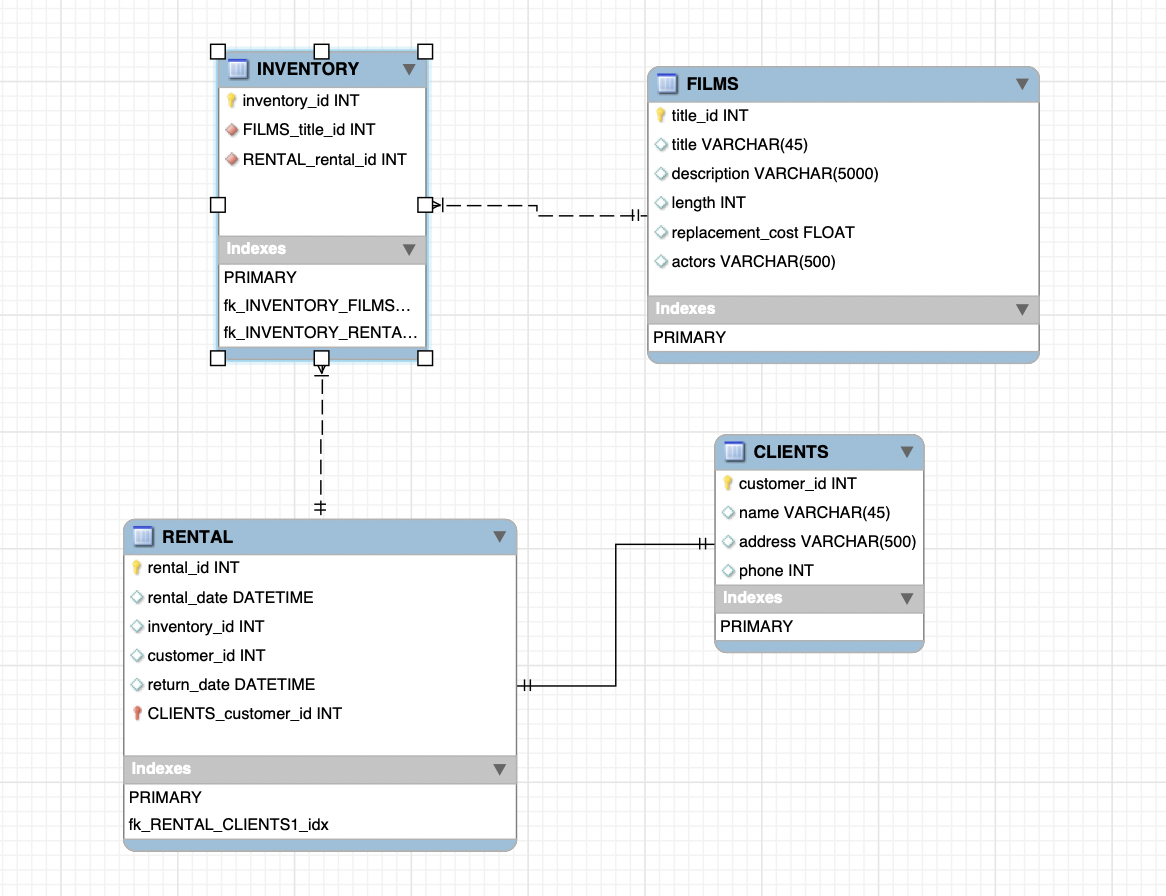 INVENTORY
inventory_id INT
FILMS_title_id INT
RENTAL_rental_id INT
Indexes
PRIMARY
fk_INVENTORY_FILMS...
fk_INVENTORY_RENTA...
FILMS
title_id INT
title VARCHAR(45)
description VARCHAR(5000)
length INT
replacement_cost FLOAT
actors VARCHAR(500)
Indexes
PRIMARY
CLIENTS
customer_id INT
name VARCHAR(45)
address VARCHAR(500)
phone INT
Indexes
PRIMARY
RENTAL
rental_id INT
rental_date DATETIME
inventory_id INT
customer_id INT
return_date DATETIME
CLIENTS_customer_id INT
Indexes
PRIMARY
fk_RENTAL_CLIENTS1_idx